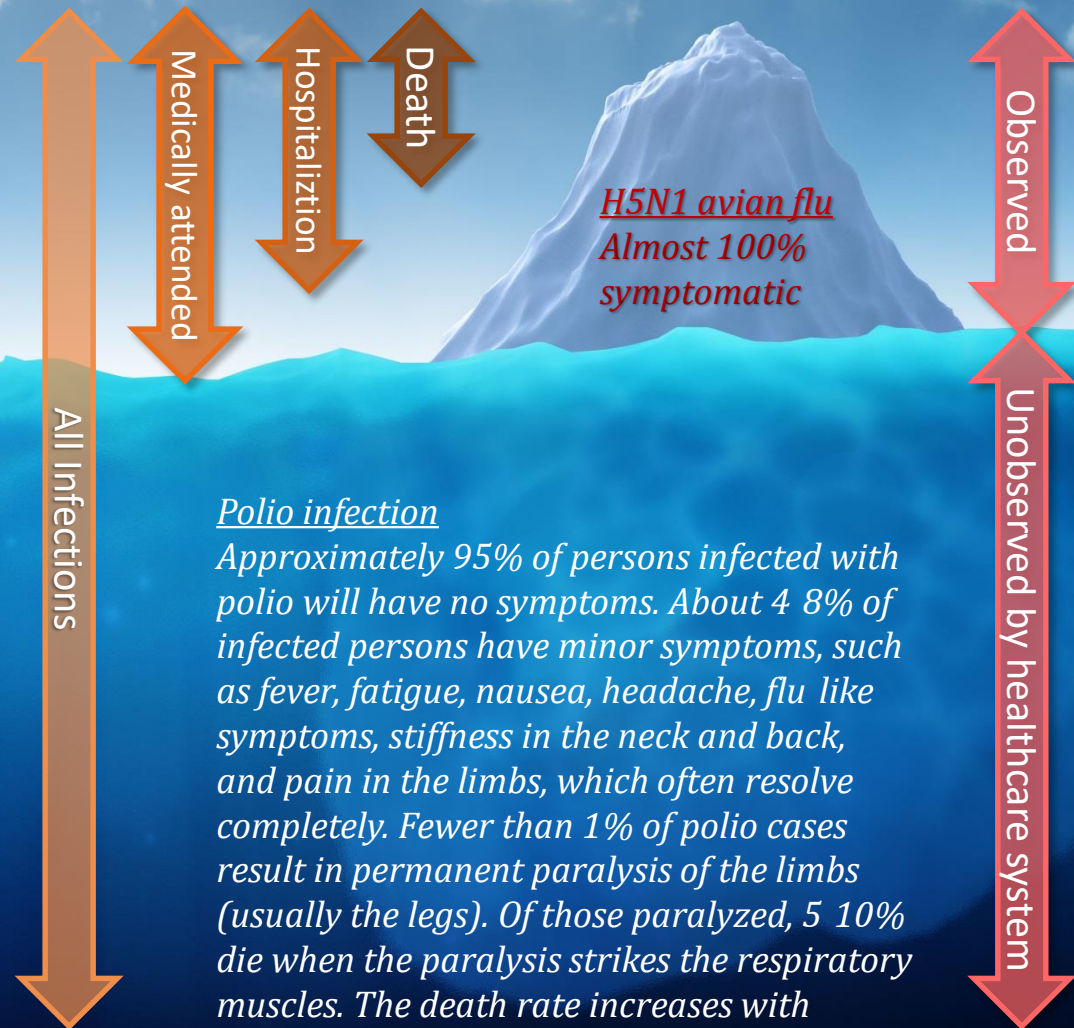 All Infections
Medically attended
Hospitaliztion
Death
Observed
Unobserved by healthcare system
H5N1 avian flu
Almost 100%
symptomatic
Polio infection
Approximately 95% of persons infected with
polio will have no symptoms. About 4 8% of
infected persons have minor symptoms, such
as fever, fatigue, nausea, headache, flu like
symptoms, stiffness in the neck and back,
and pain in the limbs, which often resolve
completely. Fewer than 1% of polio cases
result in permanent paralysis of the limbs
(usually the legs). Of those paralyzed, 5 10%
die when the paralysis strikes the respiratory
muscles. The death rate increases with